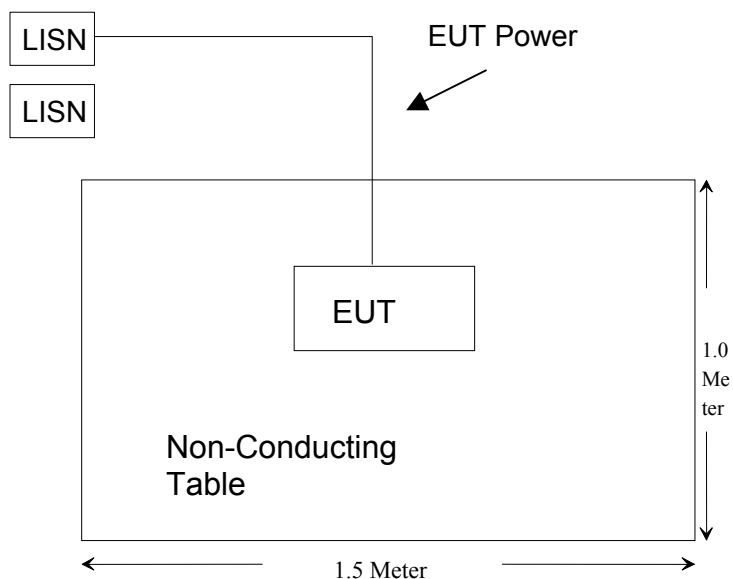 LISN
EUT Power
LISN
EUT
1.0
Me
ter
Non-Conducting
Table
1.5 Meter